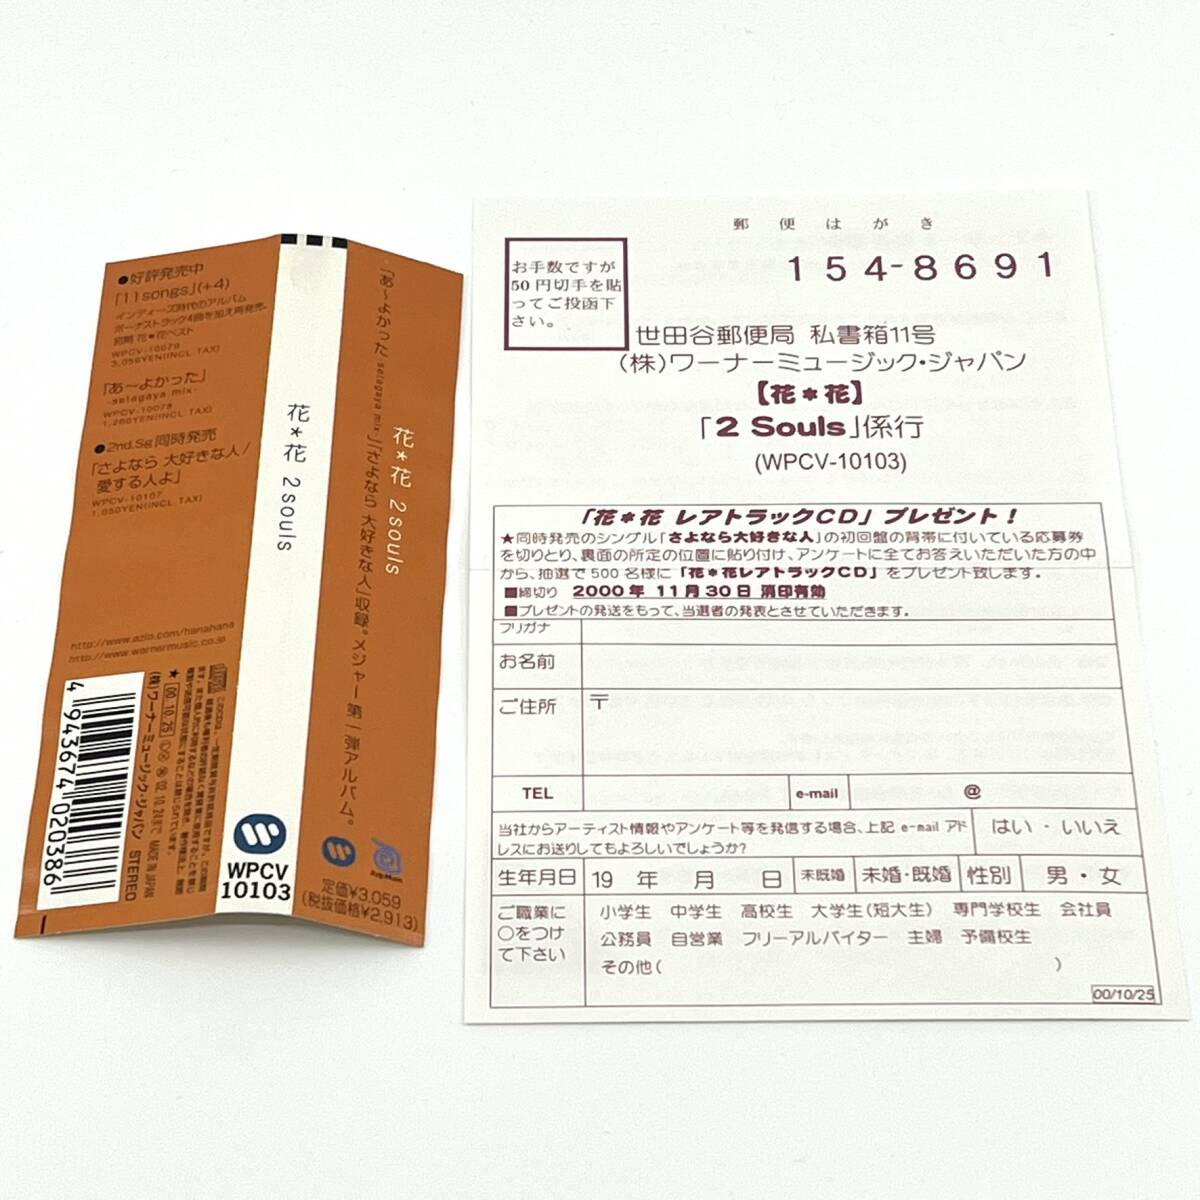 ●好評発売中
「11songs」(+4)
インディーズ時代のアルバム
ボーナストラック4曲を加え再発売。
初期 花*花ベスト
WPCV-10079
3,059YEN(INCL.TAX)
「あ〜よかった」
-setagaya mix-
WPCV-10078
1,260YEN(INCL.TAX)
●2nd.Sg 同時発売
「さよなら 大好きな人/
愛する人よ」
WPCV-10107
1,050YEN(INCL.TAX)
http://www.azip.com/hanahana
http://www.warnermusic.co.jp
★ 00.10.25
02.10.24まで MADE IN JAPAN
(株)ワーナーミュージック・ジャパン STEREO
4 943674 020386
花*花 2souls
WPCV
10103
「あ〜よかった -setagaya mix-」「さよなら 大好きな人」収録。メジャー第一弾アルバム。
花*花 2souls
定価¥3,059
(税抜価格¥2,913)
郵便はがき
お手数ですが
50円切手を貼
ってご投函下
さい。
154-8691
世田谷郵便局 私書箱11号
(株)ワーナーミュージック・ジャパン
【花*花】
「2 Souls」係行
(WPCV-10103)
「花*花 レアトラックCD」プレゼント!
★同時発売のシングル「さよなら大好きな人」の初回盤の背帯に付いている応募券
を切りとり、裏面の所定の位置に貼り付け、アンケートに全てお答えいただいた方の中
から、抽選で500名様に「花*花レアトラックCD」をプレゼント致します。
■締切り 2000年 11月30日 消印有効
■プレゼントの発送をもって、当選者の発表とさせていただきます。
フリガナ
お名前
ご住所 〒
TEL e-mail @
当社からアーティスト情報やアンケート等を発信する場合、上記 e-mail アド
レスにお送りしてもよろしいでしょうか?
はい・いいえ
生年月日 19 年 月 日 未既婚 未婚・既婚 性別 男・女
ご職業に
○をつけ
て下さい
小学生 中学生 高校生 大学生(短大生) 専門学校生 会社員
公務員 自営業 フリーアルバイター 主婦 予備校生
その他( )
00/10/25